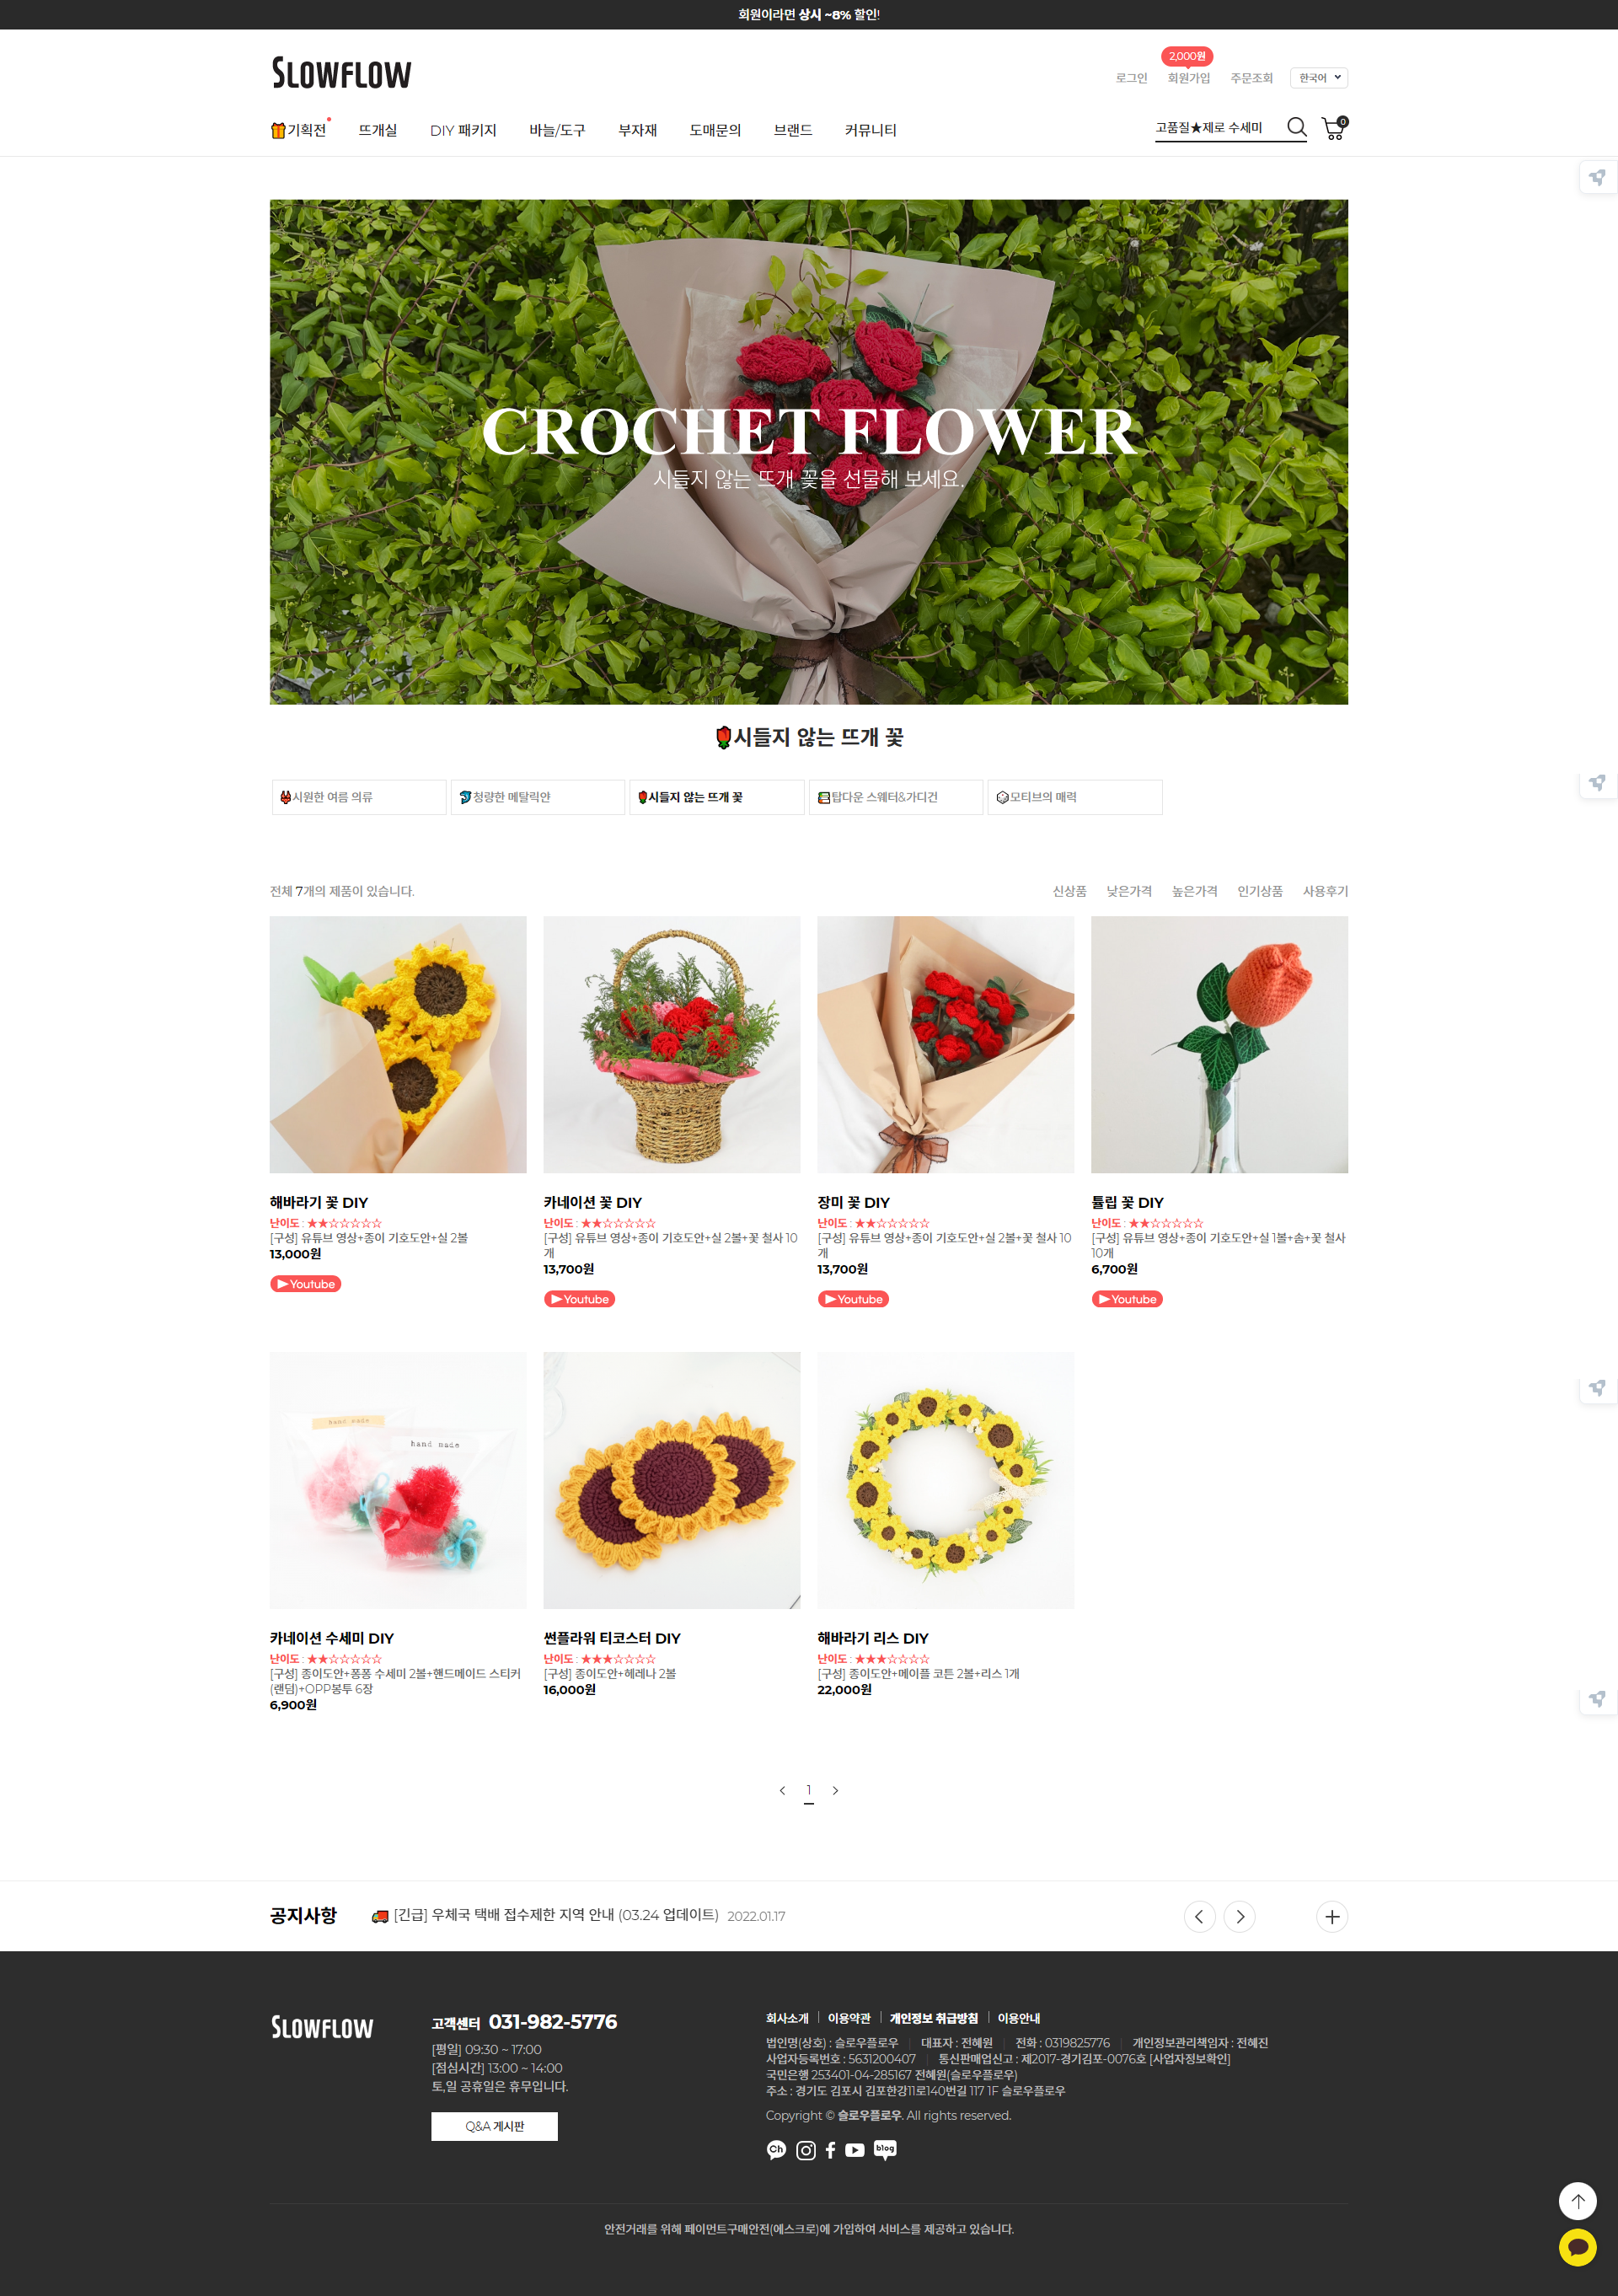 회원이라면 상시 ~8% 할인!
SLOWFLOW
2,000원
로그인 회원가입 주문조회 한국어
기획전 뜨개실 DIY 패키지 바늘/도구 부자재 도매문의 브랜드 커뮤니티
고품질★제로 수세미
0
CROCHET FLOWER
시들지 않는 뜨개 꽃을 선물해 보세요.
🌹시들지 않는 뜨개 꽃
시원한 여름 의류 청량한 메탈릭얀 🌹시들지 않는 뜨개 꽃 탑다운 스웨터&가디건 모티브의 매력
전체 7개의 제품이 있습니다.
신상품 낮은가격 높은가격 인기상품 사용후기
해바라기 꽃 DIY
난이도 : ★★☆☆☆☆☆
[구성] 유튜브 영상+종이 기호도안+실 2볼
13,000원
▶Youtube
카네이션 꽃 DIY
난이도 : ★★☆☆☆☆☆
[구성] 유튜브 영상+종이 기호도안+실 2볼+꽃 철사 10
개
13,700원
▶Youtube
장미 꽃 DIY
난이도 : ★★☆☆☆☆☆
[구성] 유튜브 영상+종이 기호도안+실 2볼+꽃 철사 10
개
13,700원
▶Youtube
튤립 꽃 DIY
난이도 : ★★☆☆☆☆☆
[구성] 유튜브 영상+종이 기호도안+실 1볼+솜+꽃 철사
10개
6,700원
▶Youtube
hand made
hand made
카네이션 수세미 DIY
난이도 : ★★☆☆☆☆☆
[구성] 종이도안+퐁퐁 수세미 2볼+핸드메이드 스티커
(랜덤)+OPP봉투 6장
6,900원
썬플라워 티코스터 DIY
난이도 : ★★★☆☆☆☆
[구성] 종이도안+헤레나 2볼
16,000원
해바라기 리스 DIY
난이도 : ★★★☆☆☆☆
[구성] 종이도안+메이플 코튼 2볼+리스 1개
22,000원
1
공지사항 🚚 [긴급] 우체국 택배 접수제한 지역 안내 (03.24 업데이트) 2022.01.17
SLOWFLOW
고객센터 031-982-5776
[평일] 09:30 ~ 17:00
[점심시간] 13:00 ~ 14:00
토,일 공휴일은 휴무입니다.
Q&A 게시판
회사소개 이용약관 개인정보 취급방침 이용안내
법인명(상호) : 슬로우플로우 대표자 : 전혜원 전화 : 0319825776 개인정보관리책임자 : 전혜진
사업자등록번호 : 5631200407 통신판매업신고 : 제2017-경기김포-0076호 [사업자정보확인]
국민은행 253401-04-285167 전혜원(슬로우플로우)
주소 : 경기도 김포시 김포한강11로140번길 117 1F 슬로우플로우
Copyright © 슬로우플로우. All rights reserved.
Ch
blog
안전거래를 위해 페이먼트구매안전(에스크로)에 가입하여 서비스를 제공하고 있습니다.